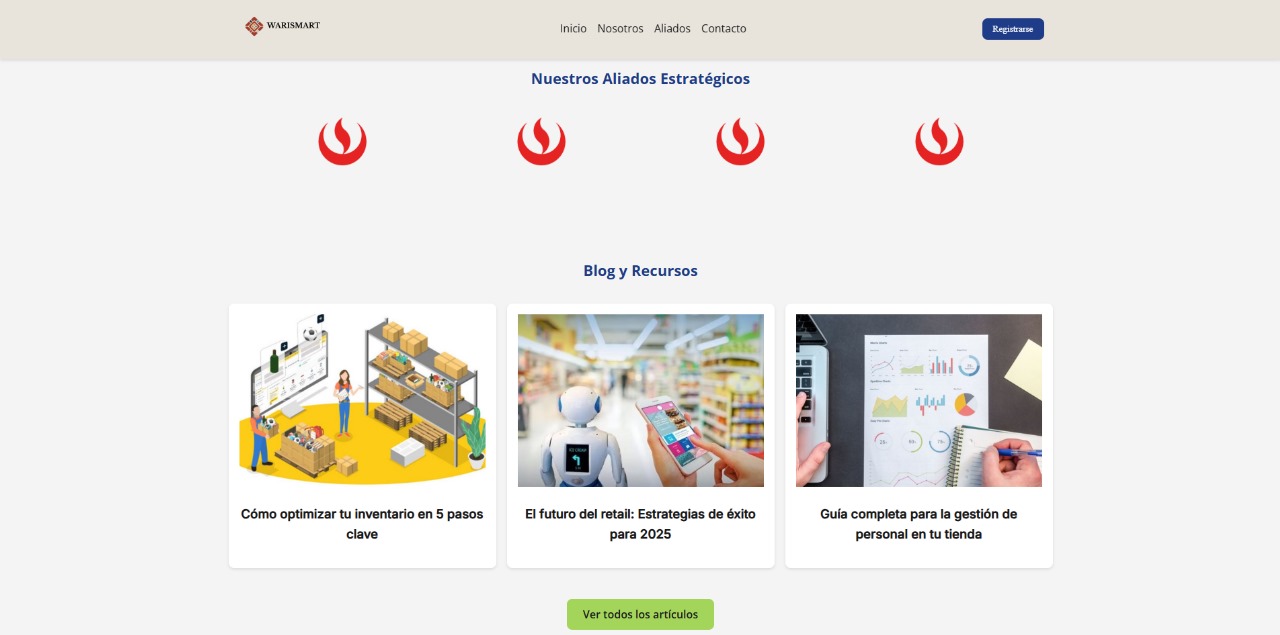 WARISMART
Inicio Nosotros Aliados Contacto
Registrarse
Nuestros Aliados Estratégicos
Blog y Recursos
Cómo optimizar tu inventario en 5 pasos
clave
El futuro del retail: Estrategias de éxito
para 2025
Guía completa para la gestión de
personal en tu tienda
Ver todos los artículos